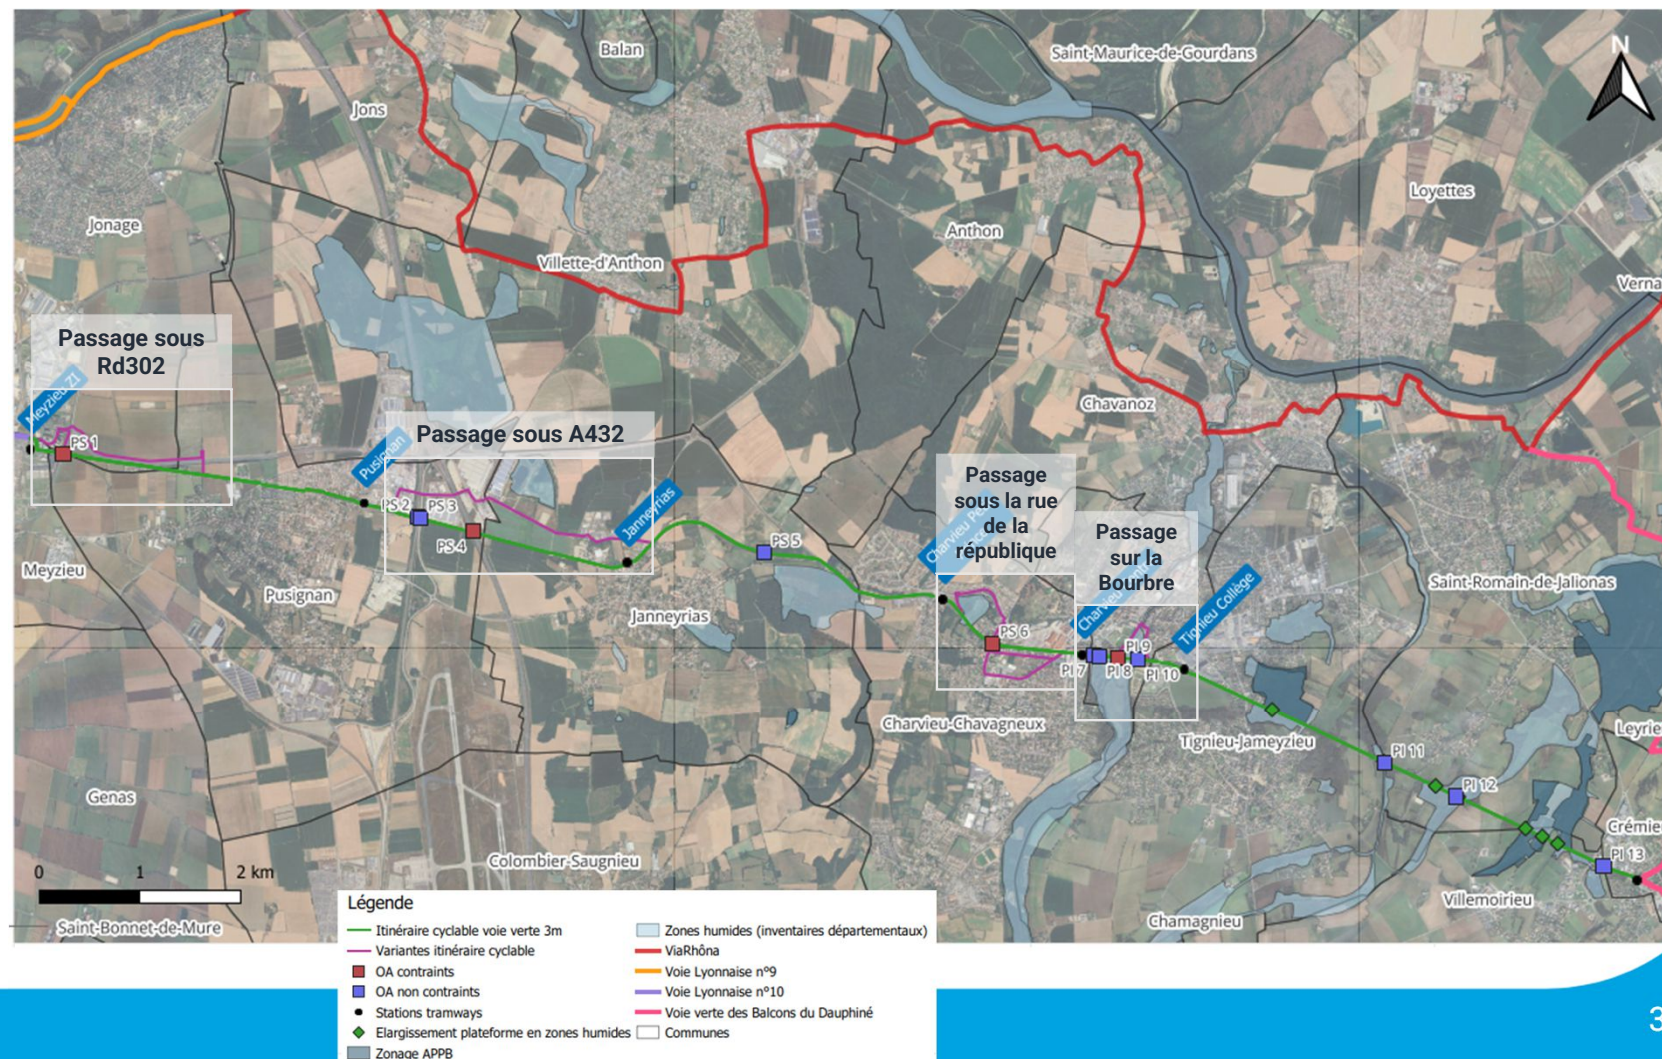 Balan
Saint-Maurice-de-Gourdans
N
Jons
Loyettes
Jonage
Anthon
Villette-d'Anthon
Verna
Passage sous
Rd302
Meyzieu ZI
PS 1
Chavanoz
Passage sous A432
Pusignan
PS 2
PS 3
PS 4
Janneyrias
PS 5
Passage
sous la rue
de la
république
Passage
sur la
Bourbre
Tignieu Collège
Meyzieu
Pusignan
Janneyrias
Saint-Romain-de-Jalionas
PS 6
PI 7
PI 8
PI 9
PI 10
Charvieu-Chavagneux
Tignieu-Jameyzieu
Leyrie
PI 11
PI 12
Genas
Crémie
PI 13
Colombier-Saugnieu
Villemoirieu
0 1 2 km
Saint-Bonnet-de-Mure
Chamagnieu
Légende
Itinéraire cyclable voie verte 3m
Variantes itinéraire cyclable
OA contraints
OA non contraints
Stations tramways
Elargissement plateforme en zones humides
Zonage APPB
Zones humides (inventaires départementaux)
ViaRhôna
Voie Lyonnaise n°9
Voie Lyonnaise n°10
Voie verte des Balcons du Dauphiné
Communes
3